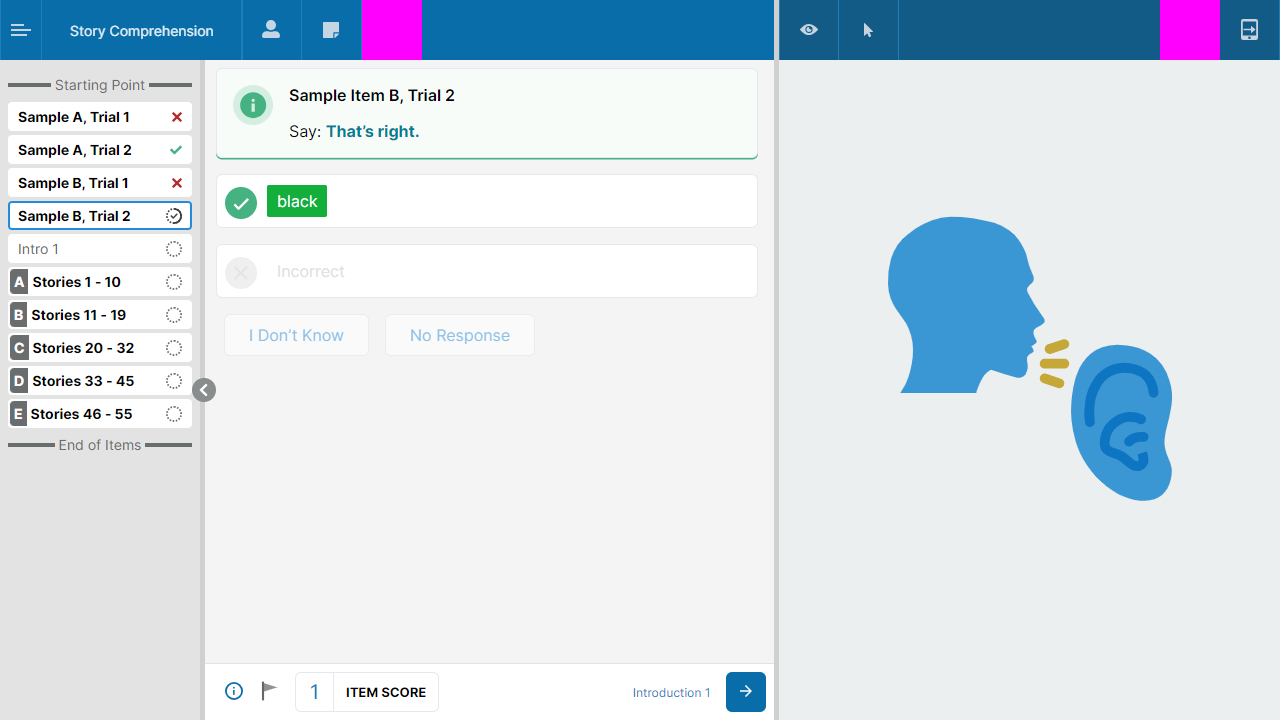 Story Comprehension
Starting Point
Sample A, Trial 1
Sample A, Trial 2
Sample B, Trial 1
Sample B, Trial 2
Intro 1
A Stories 1 - 10
B Stories 11 - 19
C Stories 20 - 32
D Stories 33 - 45
E Stories 46 - 55
End of Items
Sample Item B, Trial 2
Say: That’s right.
black
Incorrect
I Don’t Know
No Response
1 ITEM SCORE
Introduction 1